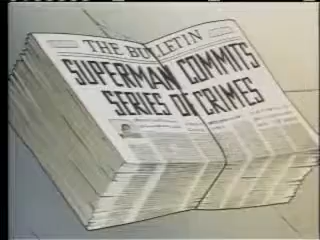 THE BULLETIN
SUPERMAN COMMITS
SERIES OF CRIMES